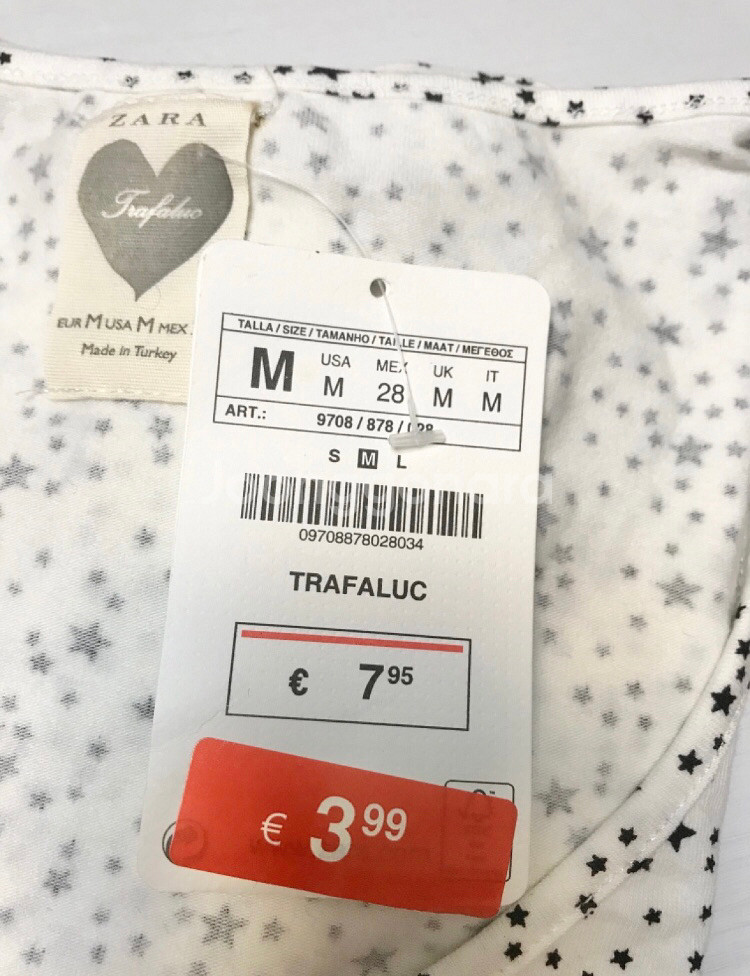 ZARA
Trafaluc
EUR M USA M MEX
Made in Turkey
TALLA / SIZE / TAMANHO / TAILLE / MAAT / ΜΕΓΕΘΟΣ
M USA M MEX 28 UK M IT M
ART.: 9708 / 878 / 028
S M L
09708878028034
TRAFALUC
€ 7 95
€ 3 99